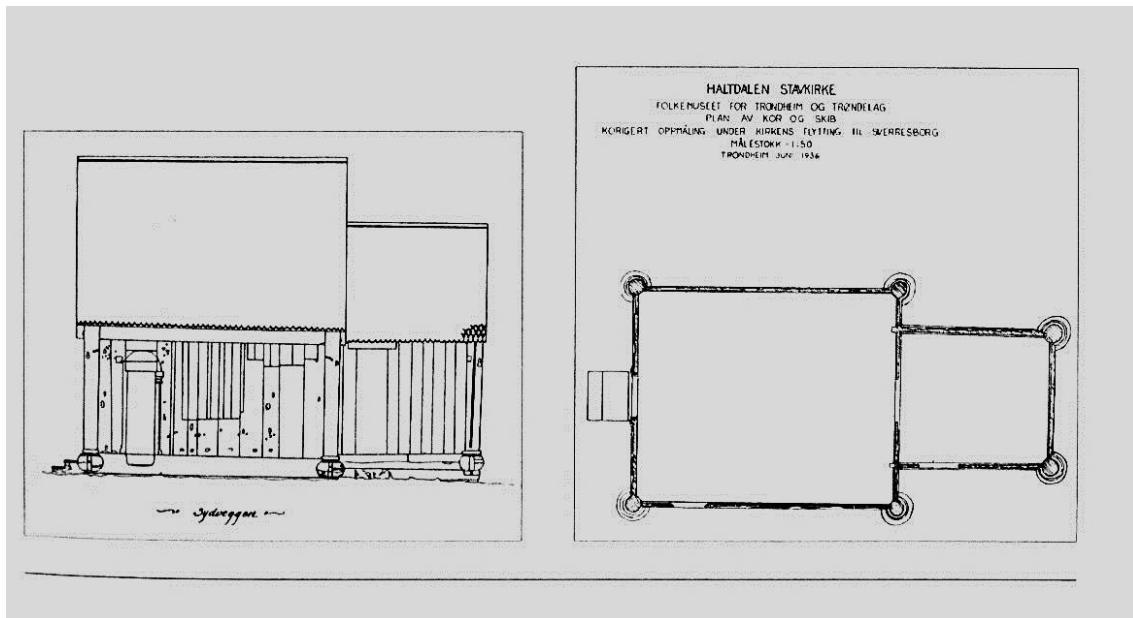 Sydveggen
HALTDALEN STAVKIRKE
FOLKEMUSEET FOR TRONDHEIM OG TRØNDELAG
PLAN AV KOR OG SKIB
KORIGERT OPPMÅLING UNDER KIRKENS FLYTTING TIL SVERRESBORG
MÅLESTOKK - 1:50
TRONDHEIM JUNI 1936